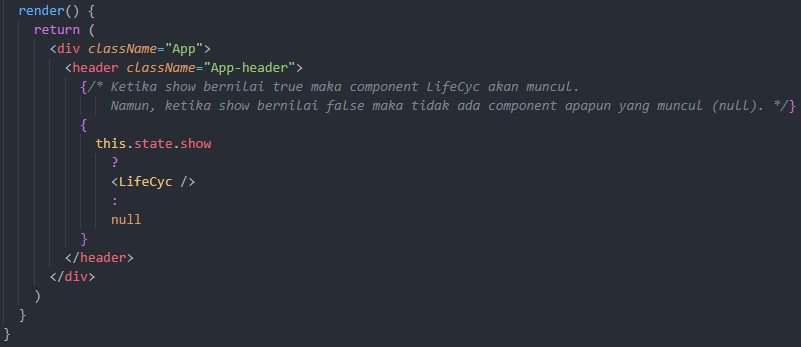 render() {
return (
<div className="App">
<header className="App-header">
{/* Ketika show bernilai true maka component LifeCyc akan muncul.
Namun, ketika show bernilai false maka tidak ada component apapun yang muncul (null). */}
{
this.state.show
?
<LifeCyc />
:
null
}
</header>
</div>
)
}
}